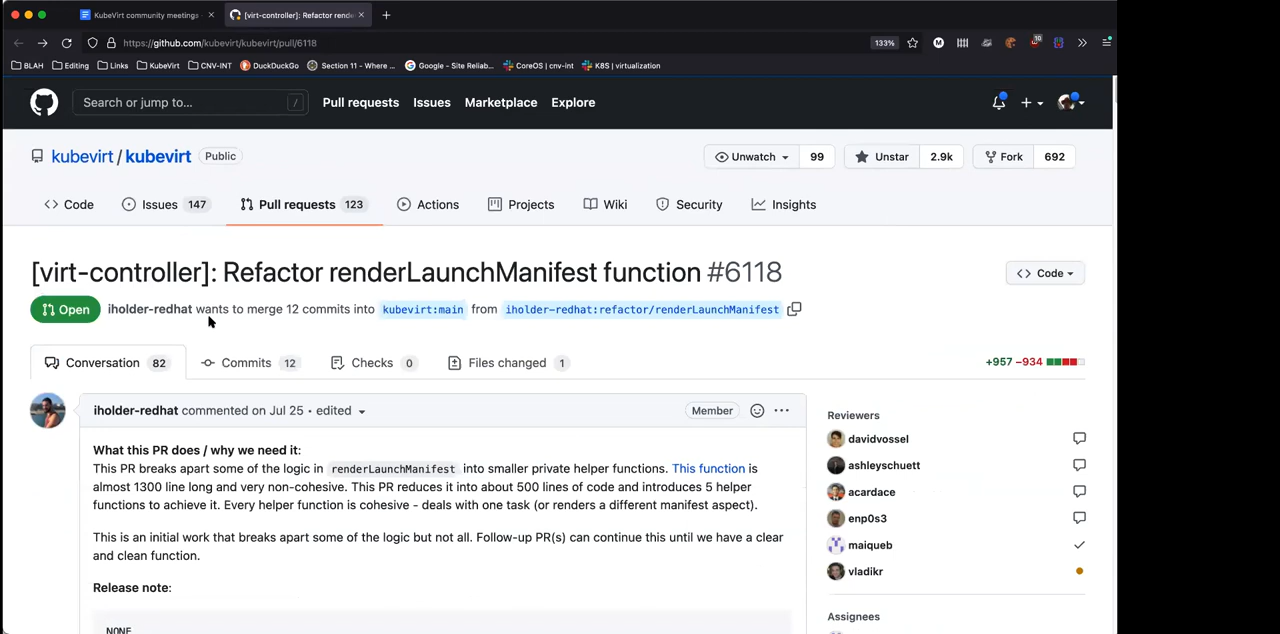 KubeVirt community meetings -
[virt-controller]: Refactor rende
https://github.com/kubevirt/kubevirt/pull/6118
133%
10
BLAH
Editing
Links
KubeVirt
CNV-INT
DuckDuckGo
Section 11 – Where ...
Google - Site Reliab...
CoreOS | cnv-int
K8S | virtualization
Search or jump to...
/
Pull requests
Issues
Marketplace
Explore
kubevirt / kubevirt
Public
Unwatch
99
Unstar
2.9k
Fork
692
Code
Issues 147
Pull requests 123
Actions
Projects
Wiki
Security
Insights
[virt-controller]: Refactor renderLaunchManifest function #6118
Code
Open
iholder-redhat wants to merge 12 commits into kubevirt:main from iholder-redhat:refactor/renderLaunchManifest
Conversation 82
Commits 12
Checks 0
Files changed 1
+957 −934
iholder-redhat commented on Jul 25 • edited
Member
What this PR does / why we need it:
This PR breaks apart some of the logic in renderLaunchManifest into smaller private helper functions. This function is
almost 1300 line long and very non-cohesive. This PR reduces it into about 500 lines of code and introduces 5 helper
functions to achieve it. Every helper function is cohesive - deals with one task (or renders a different manifest aspect).
This is an initial work that breaks apart some of the logic but not all. Follow-up PR(s) can continue this until we have a clear
and clean function.
Release note:
NONE
Reviewers
davidvossel
ashleyschuett
acardace
enp0s3
maiqueb
vladikr
Assignees